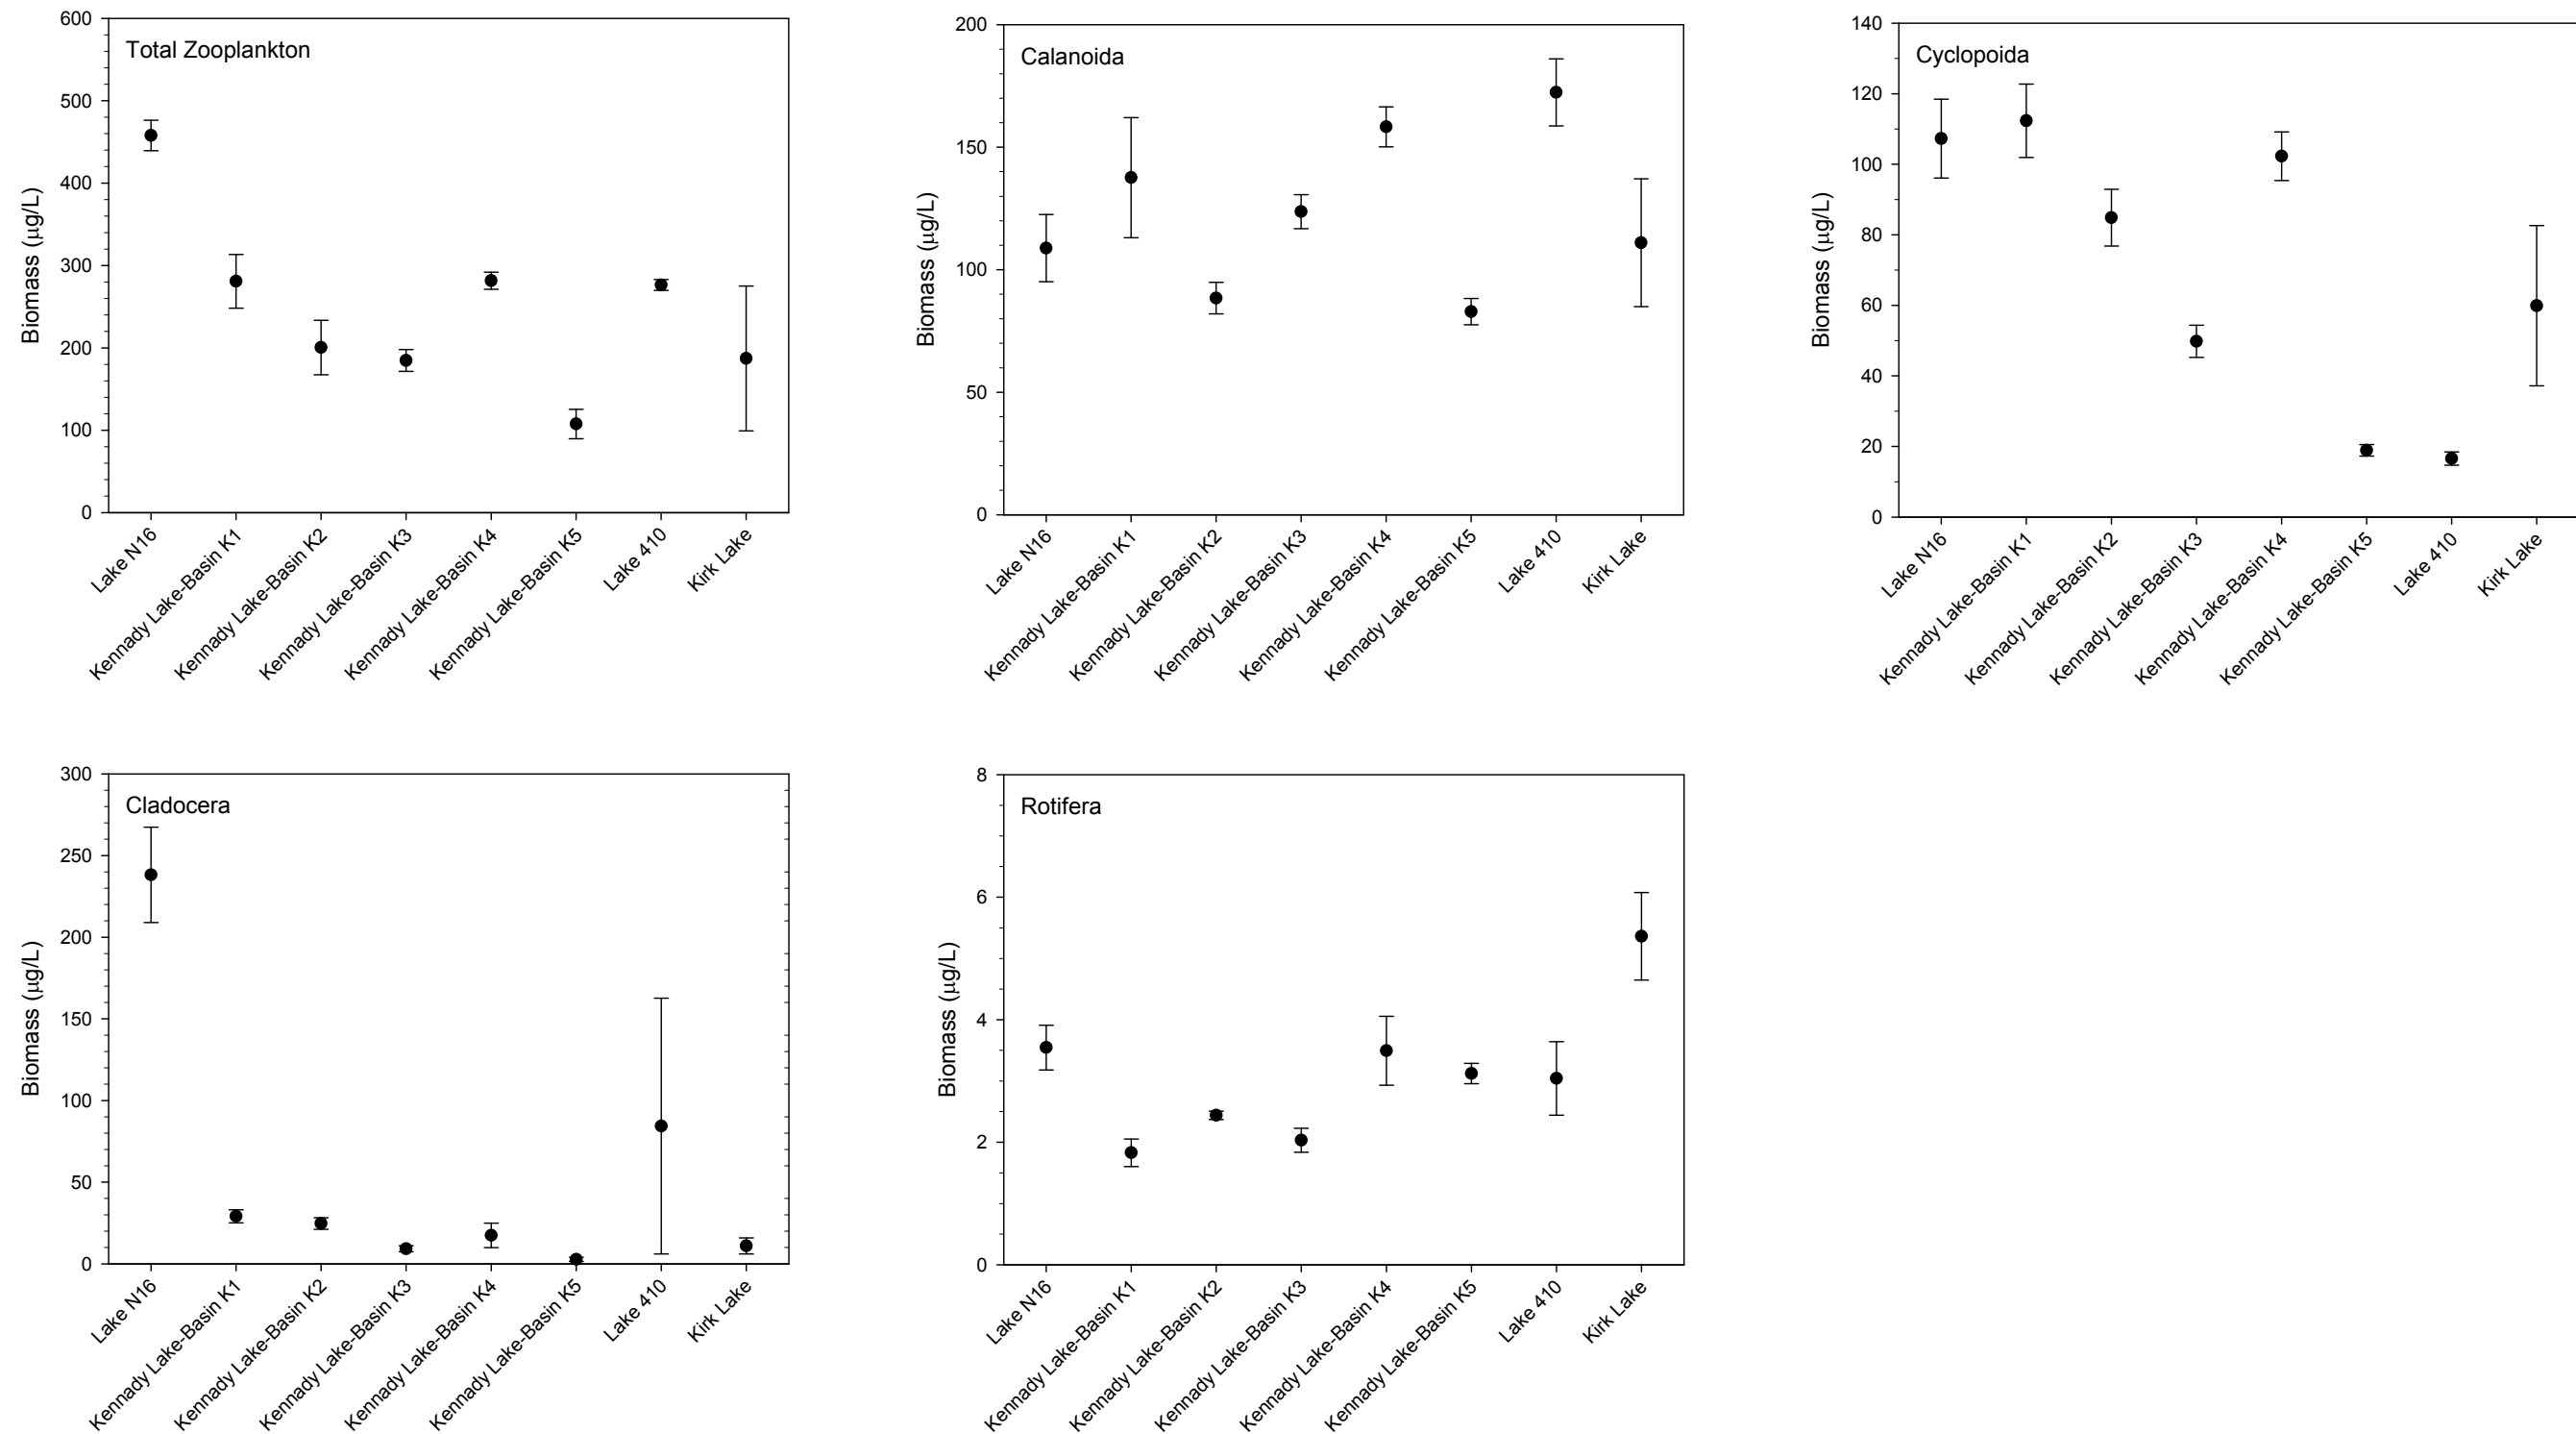 Total Zooplankton
Biomass (µg/L)
600
500
400
300
200
100
0
Lake N16
Kennady Lake-Basin K1
Kennady Lake-Basin K2
Kennady Lake-Basin K3
Kennady Lake-Basin K4
Kennady Lake-Basin K5
Lake 410
Kirk Lake
Calanoida
Biomass (µg/L)
200
150
100
50
0
Lake N16
Kennady Lake-Basin K1
Kennady Lake-Basin K2
Kennady Lake-Basin K3
Kennady Lake-Basin K4
Kennady Lake-Basin K5
Lake 410
Kirk Lake
Cyclopoida
Biomass (µg/L)
140
120
100
80
60
40
20
0
Lake N16
Kennady Lake-Basin K1
Kennady Lake-Basin K2
Kennady Lake-Basin K3
Kennady Lake-Basin K4
Kennady Lake-Basin K5
Lake 410
Kirk Lake
Cladocera
Biomass (µg/L)
300
250
200
150
100
50
0
Lake N16
Kennady Lake-Basin K1
Kennady Lake-Basin K2
Kennady Lake-Basin K3
Kennady Lake-Basin K4
Kennady Lake-Basin K5
Lake 410
Kirk Lake
Rotifera
Biomass (µg/L)
8
6
4
2
0
Lake N16
Kennady Lake-Basin K1
Kennady Lake-Basin K2
Kennady Lake-Basin K3
Kennady Lake-Basin K4
Kennady Lake-Basin K5
Lake 410
Kirk Lake